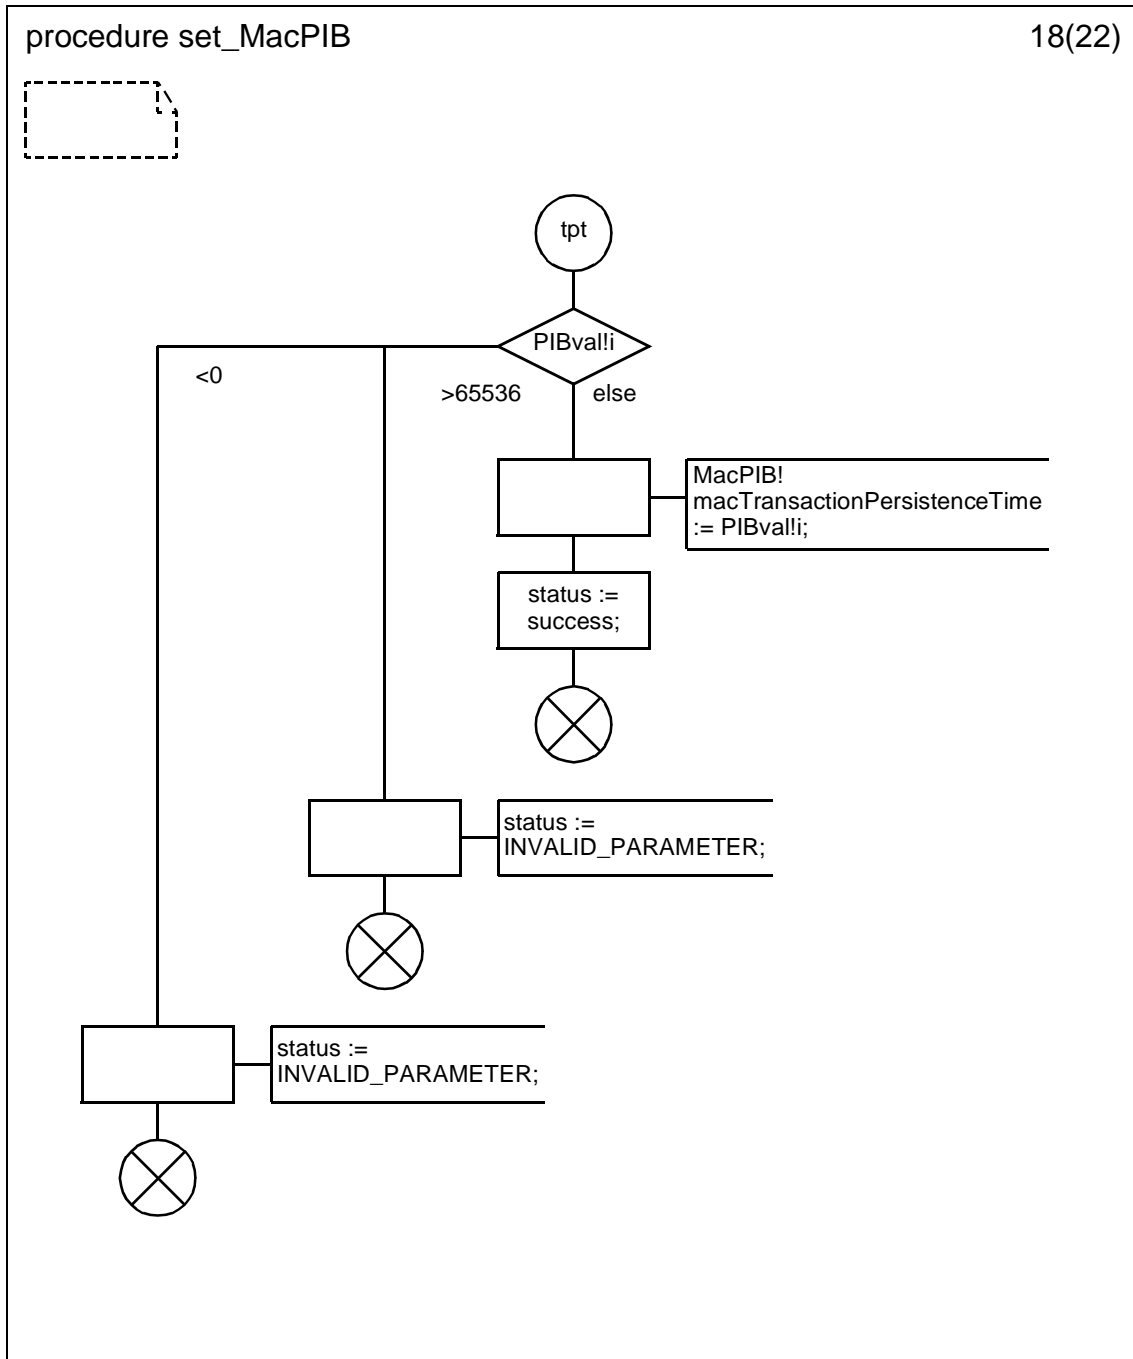 procedure set_MacPIB
18(22)
tpt
PIBval!i
<0
>65536
else
MacPIB!
macTransactionPersistenceTime
:= PIBval!i;
status :=
success;
status :=
INVALID_PARAMETER;
status :=
INVALID_PARAMETER;